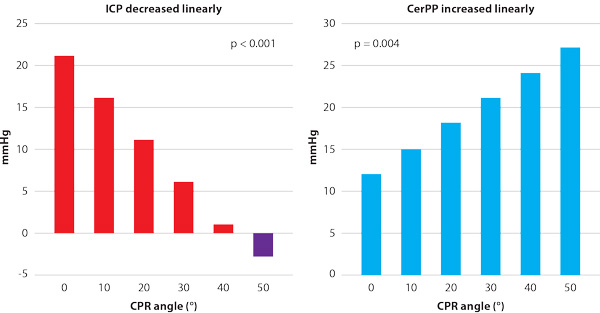 ICP decreased linearly
25
p < 0.001
20
15
10
5
0
-5
mmHg
0 10 20 30 40 50
CPR angle (°)
CerPP increased linearly
30
p = 0.004
25
20
15
10
5
0
mmHg
0 10 20 30 40 50
CPR angle (°)